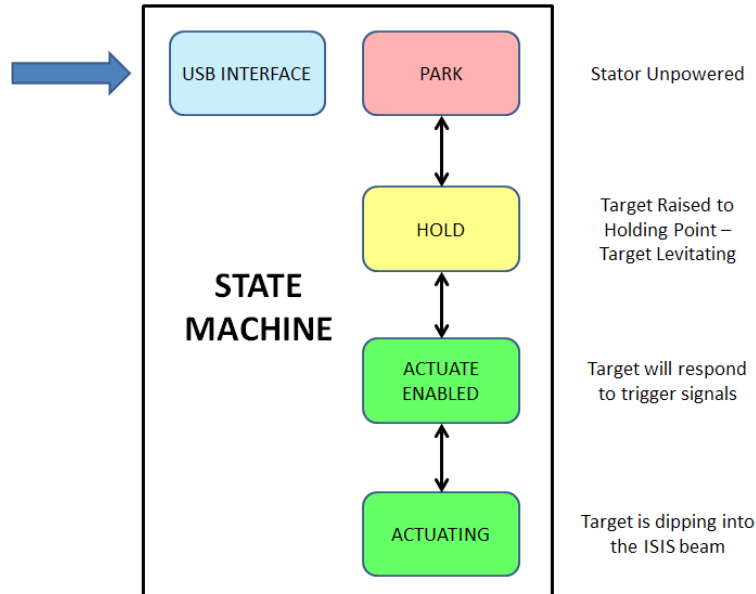 USB INTERFACE
PARK
Stator Unpowered
HOLD
Target Raised to
Holding Point –
Target Levitating
STATE
MACHINE
ACTUATE
ENABLED
Target will respond
to trigger signals
ACTUATING
Target is dipping into
the ISIS beam